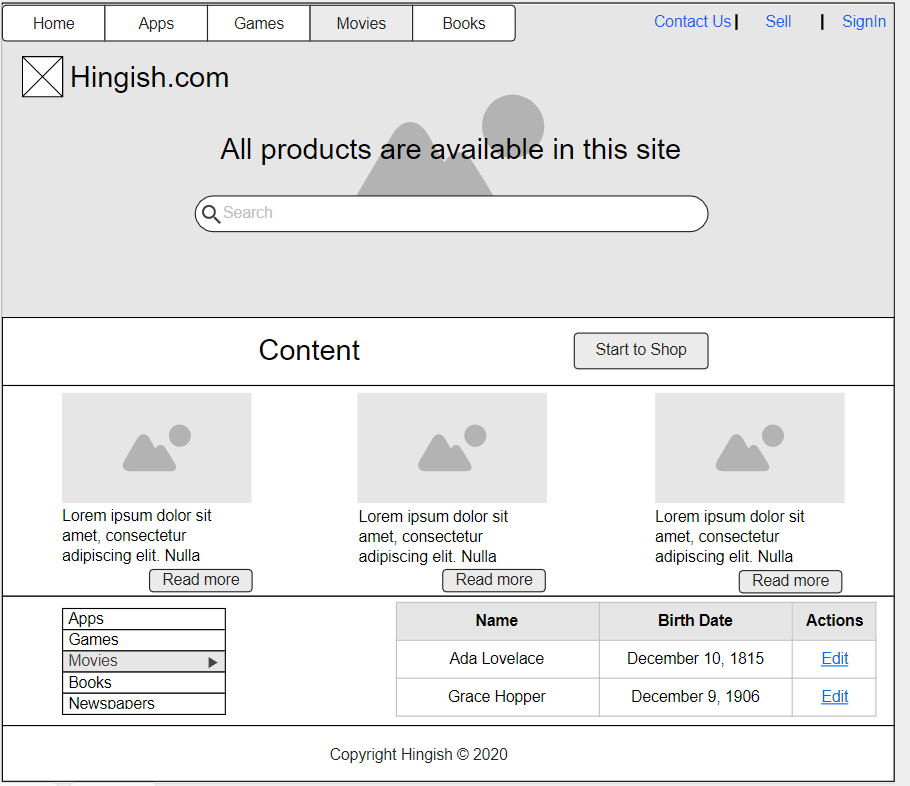 Home Apps Games Movies Books Contact Us Sell SignIn
Hingish.com
All products are available in this site
Search
Content Start to Shop
Lorem ipsum dolor sit
amet, consectetur
adipiscing elit. Nulla
Read more
Lorem ipsum dolor sit
amet, consectetur
adipiscing elit. Nulla
Read more
Lorem ipsum dolor sit
amet, consectetur
adipiscing elit. Nulla
Read more
Apps
Games
Movies
Books
Newspapers
Name Birth Date Actions
Ada Lovelace December 10, 1815 Edit
Grace Hopper December 9, 1906 Edit
Copyright Hingish © 2020